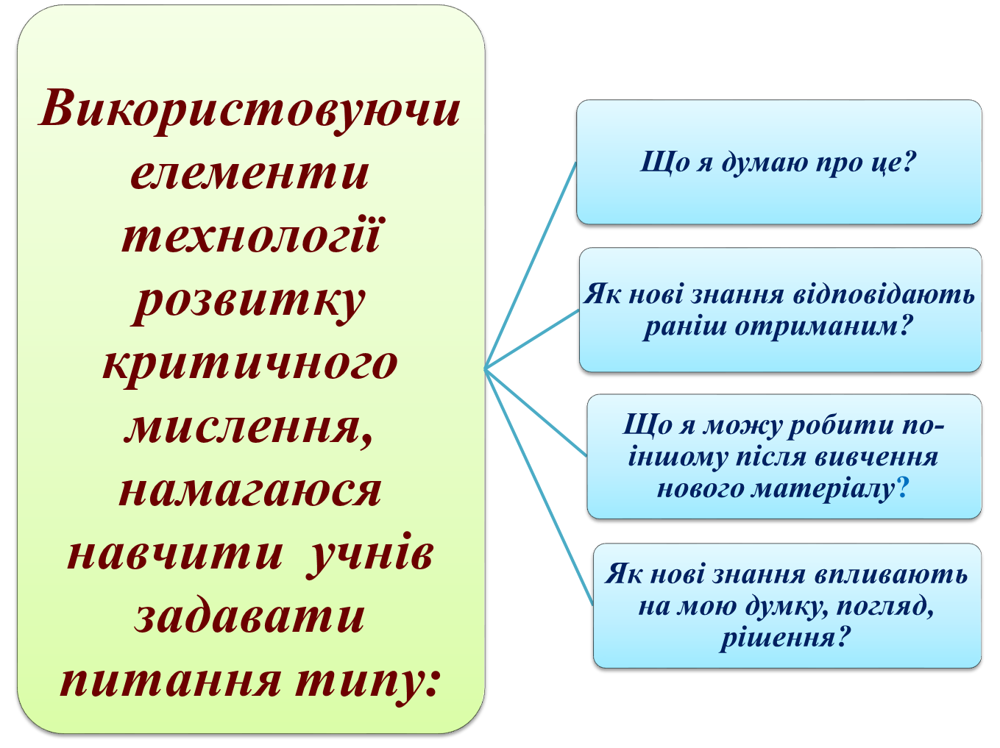 Використовуючи
елементи
технології
розвитку
критичного
мислення,
намагаюся
навчити учнів
задавати
питання типу:
Що я думаю про це?
Як нові знання відповідають
раніш отриманим?
Що я можу робити по-
іншому після вивчення
нового матеріалу?
Як нові знання впливають
на мою думку, погляд,
рішення?